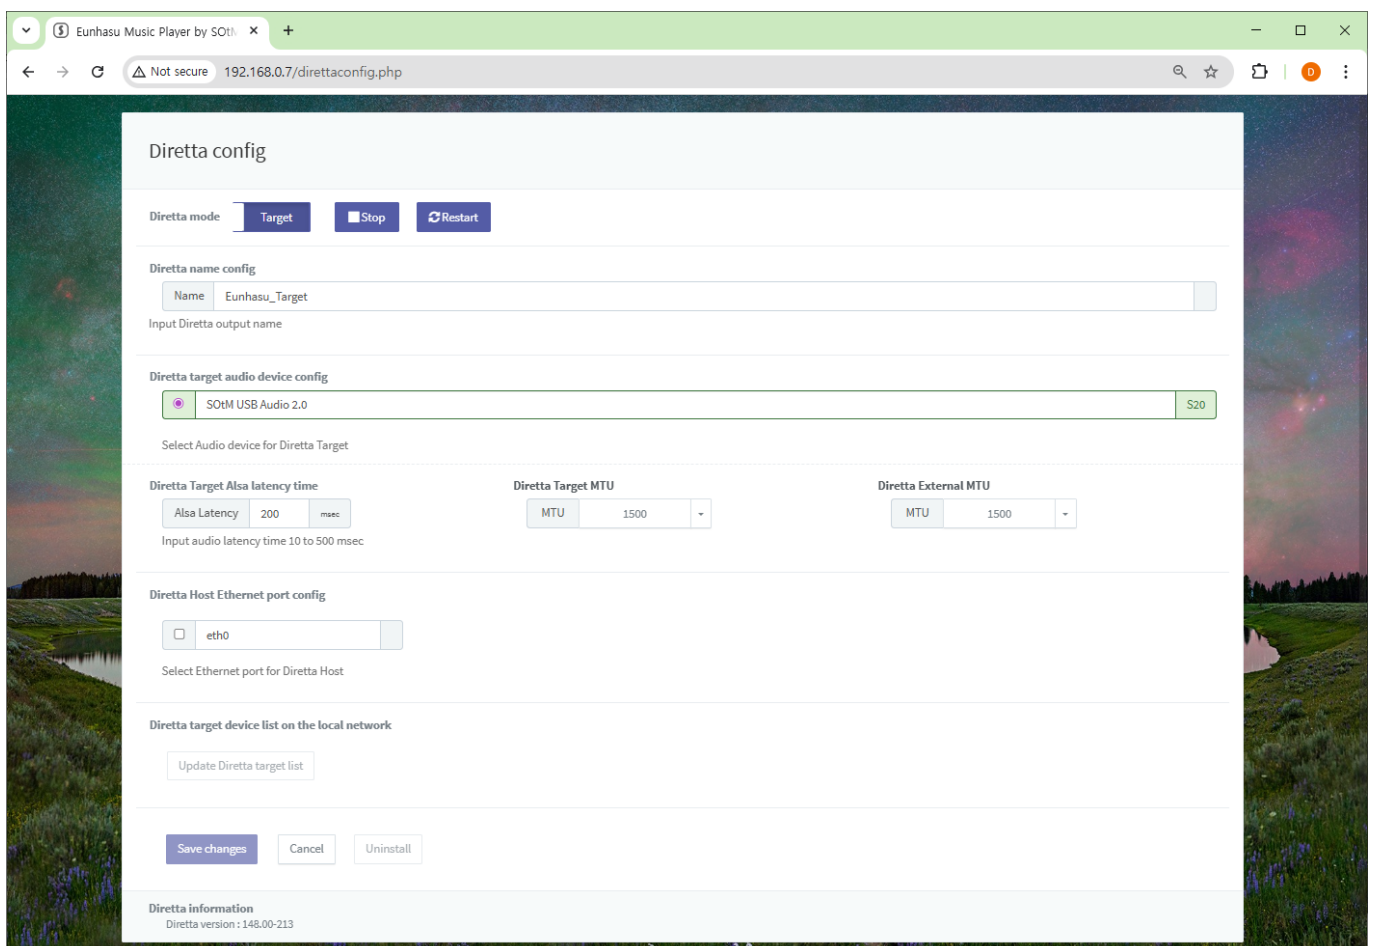 Eunhasu Music Player by SOtM
Not secure 192.168.0.7/direttaconfig.php
D
Diretta config
Diretta mode Target Stop Restart
Diretta name config
Name Eunhasu_Target
Input Diretta output name
Diretta target audio device config
SOtM USB Audio 2.0 S20
Select Audio device for Diretta Target
Diretta Target Alsa latency time Diretta Target MTU Diretta External MTU
Alsa Latency 200 msec MTU 1500 MTU 1500
Input audio latency time 10 to 500 msec
Diretta Host Ethernet port config
eth0
Select Ethernet port for Diretta Host
Diretta target device list on the local network
Update Diretta target list
Save changes Cancel Uninstall
Diretta information
Diretta version : 148.00-213